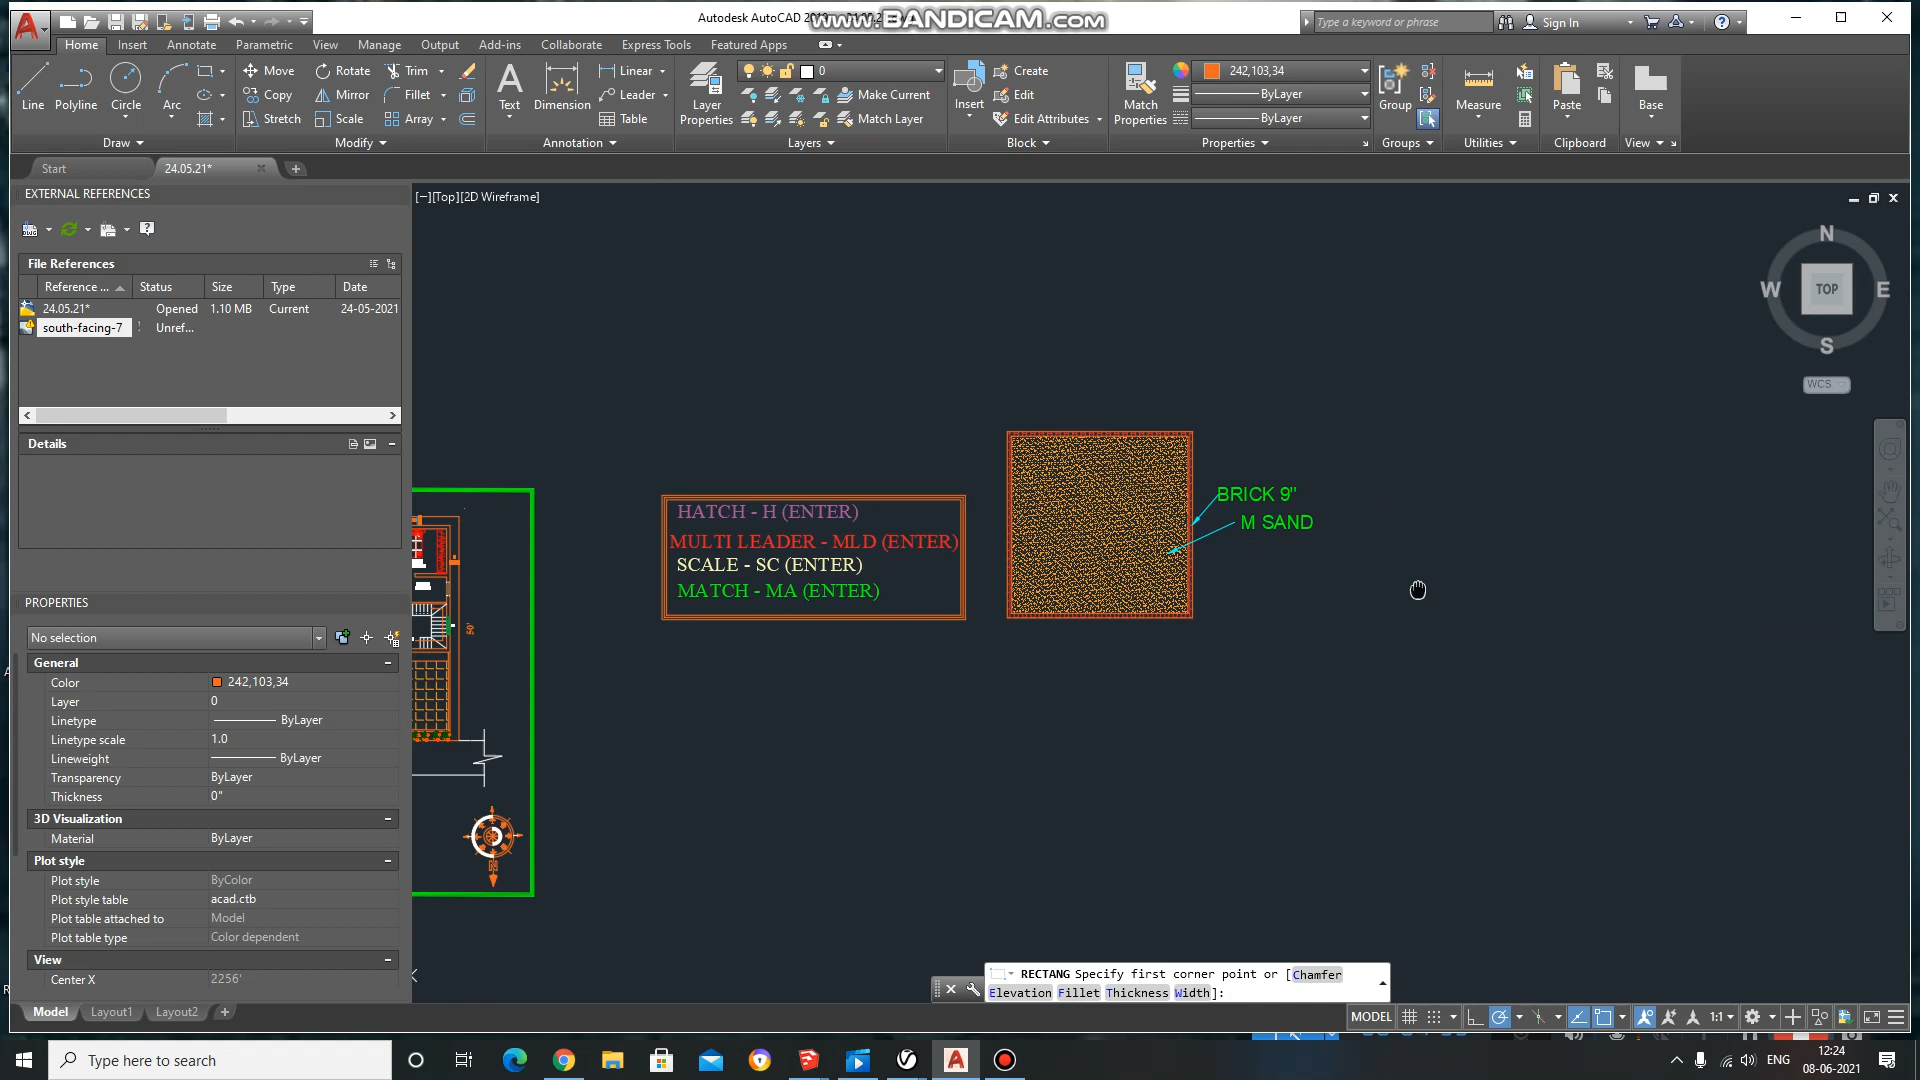 Autodesk AutoCAD
www.BANDICAM.com
Type a keyword or phrase
Sign In
Home Insert Annotate Parametric View Manage Output Add-ins Collaborate Express Tools Featured Apps
Line Polyline Circle Arc
Move Rotate Trim
Copy Mirror Fillet
Stretch Scale Array
Text Dimension
Linear
Leader
Table
Layer Properties
0
Make Current
Match Layer
Insert
Create
Edit
Edit Attributes
Match Properties
242,103,34
ByLayer
ByLayer
Group
Measure
Paste
Base
Draw Modify Annotation Layers Block Properties Groups Utilities Clipboard View
Start 24.05.21*
EXTERNAL REFERENCES
[−][Top][2D Wireframe]
File References
Reference ... Status Size Type Date
24.05.21* Opened 1.10 MB Current 24-05-2021
south-facing-7 ! Unref...
Details
N
W TOP E
S
WCS
HATCH - H (ENTER)
MULTI LEADER - MLD (ENTER)
SCALE - SC (ENTER)
MATCH - MA (ENTER)
BRICK 9"
M SAND
50'
PROPERTIES
No selection
General
Color 242,103,34
Layer 0
Linetype ByLayer
Linetype scale 1.0
Lineweight ByLayer
Transparency ByLayer
Thickness 0"
3D Visualization
Material ByLayer
Plot style
Plot style ByColor
Plot style table acad.ctb
Plot table attached to Model
Plot table type Color dependent
View
Center X 2256'
RECTANG Specify first corner point or [Chamfer
Elevation Fillet Thickness Width]:
Model Layout1 Layout2
MODEL 1:1
Type here to search
ENG
12:24
08-06-2021